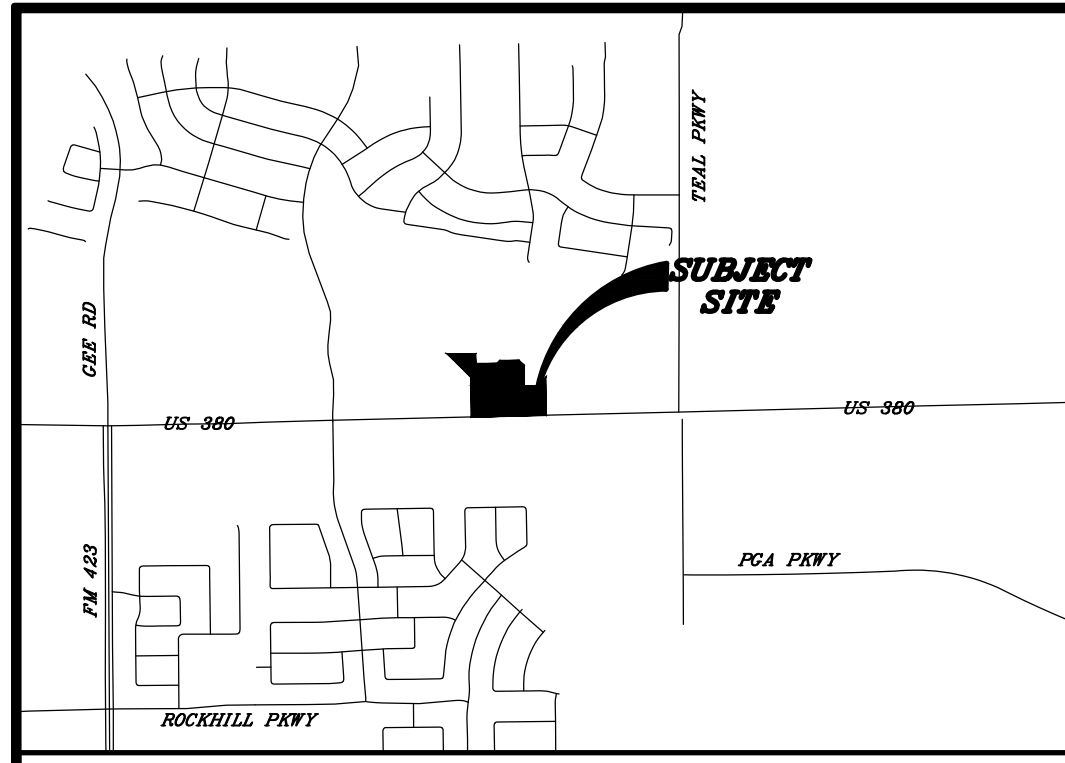 TEAL PKWY
SUBJECT
SITE
GEE RD
US 380
US 380
FM 423
PGA PKWY
ROCKHILL PKWY